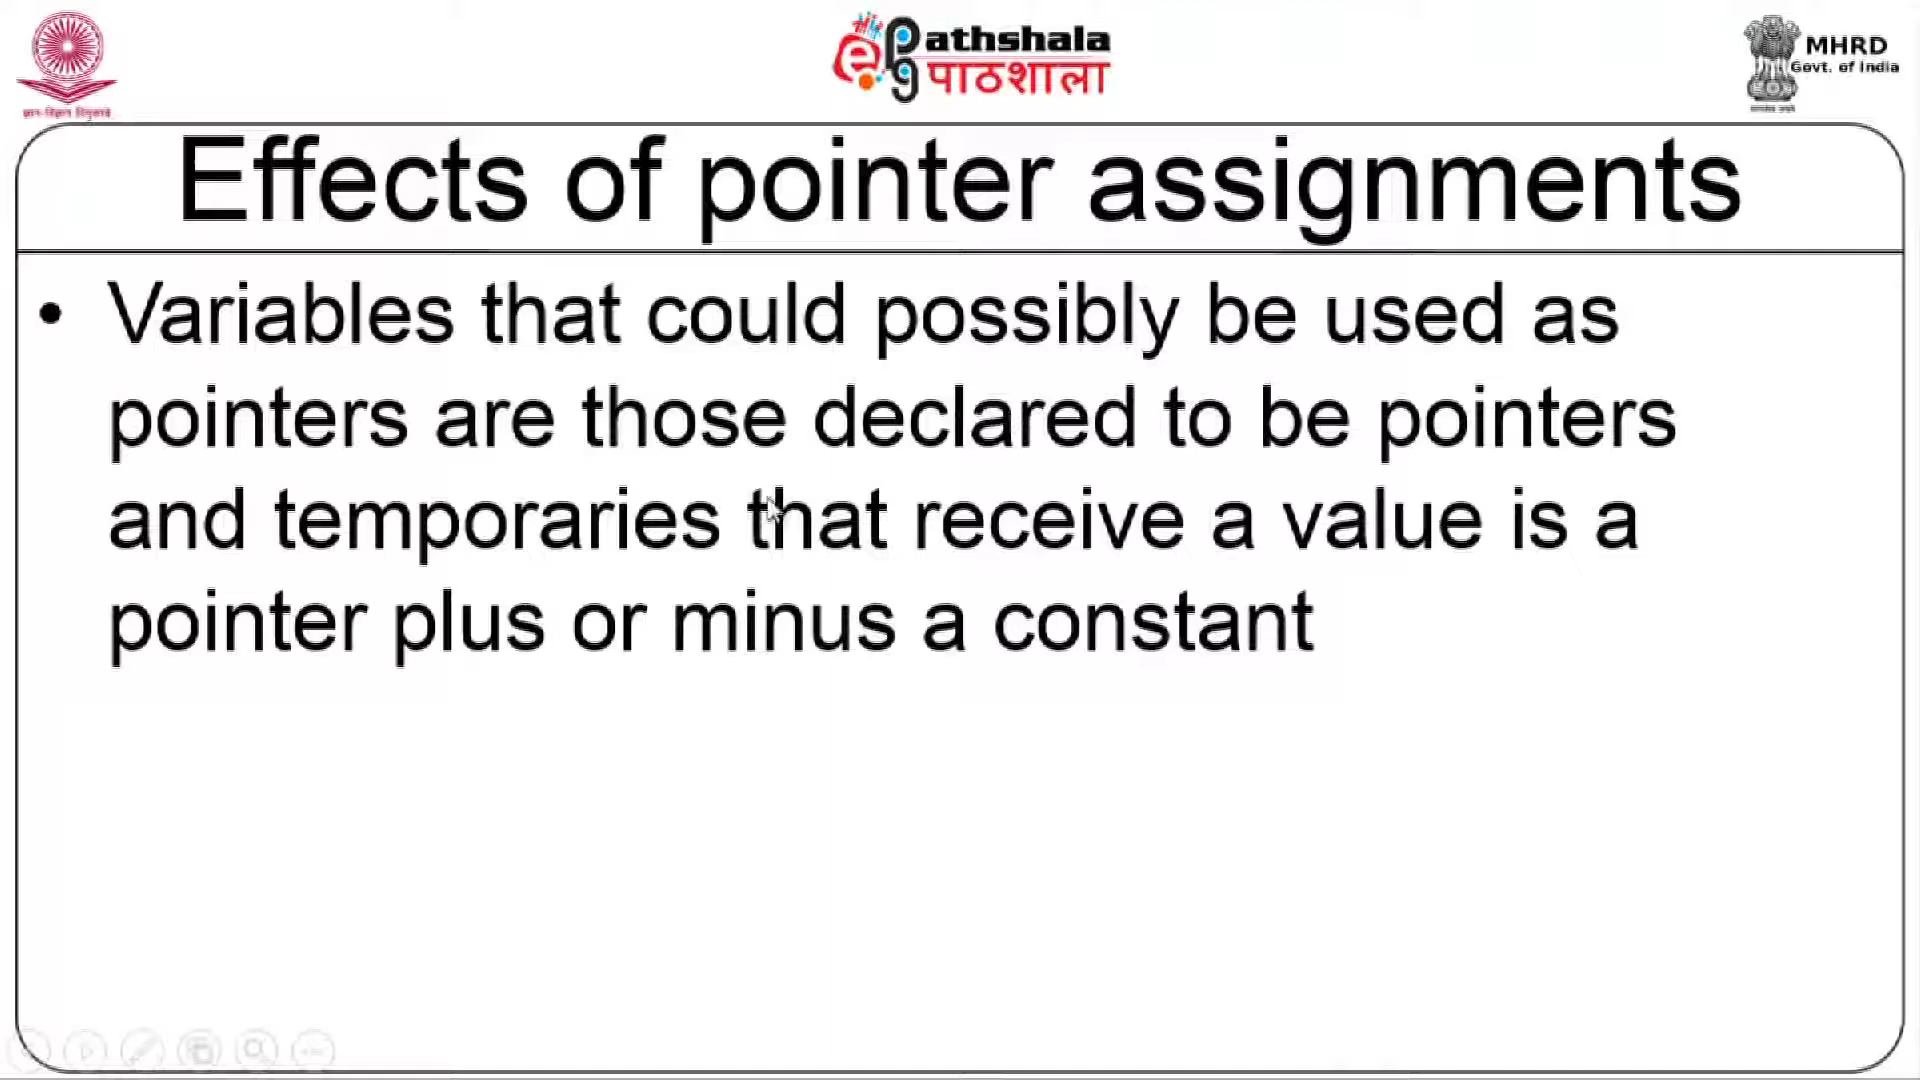 athshala
पाठशाला
MHRD
Govt. of India
Effects of pointer assignments
• Variables that could possibly be used as
pointers are those declared to be pointers
and temporaries that receive a value is a
pointer plus or minus a constant